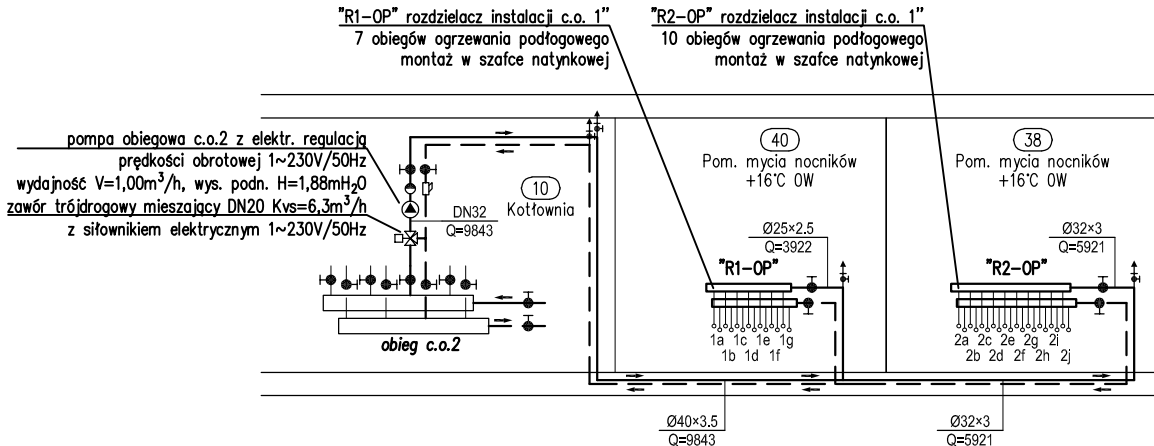 "R1-OP" rozdzielacz instalacji c.o. 1"
7 obiegów ogrzewania podłogowego
montaż w szafce natynkowej
"R2-OP" rozdzielacz instalacji c.o. 1"
10 obiegów ogrzewania podłogowego
montaż w szafce natynkowej
pompa obiegowa c.o.2 z elektr. regulacją
prędkości obrotowej 1~230V/50Hz
wydajność V=1,00m³/h, wys. podn. H=1,88mH₂O
zawór trójdrogowy mieszający DN20 Kvs=6,3m³/h
z siłownikiem elektrycznym 1~230V/50Hz
10
Kotłownia
DN32
Q=9843
40
Pom. mycia nocników
+16°C 0W
38
Pom. mycia nocników
+16°C 0W
Ø25×2.5
Q=3922
Ø32×3
Q=5921
"R1-OP"
"R2-OP"
1a 1c 1e 1g
1b 1d 1f
2a 2c 2e 2g 2i
2b 2d 2f 2h 2j
obieg c.o.2
Ø40×3.5
Q=9843
Ø32×3
Q=5921